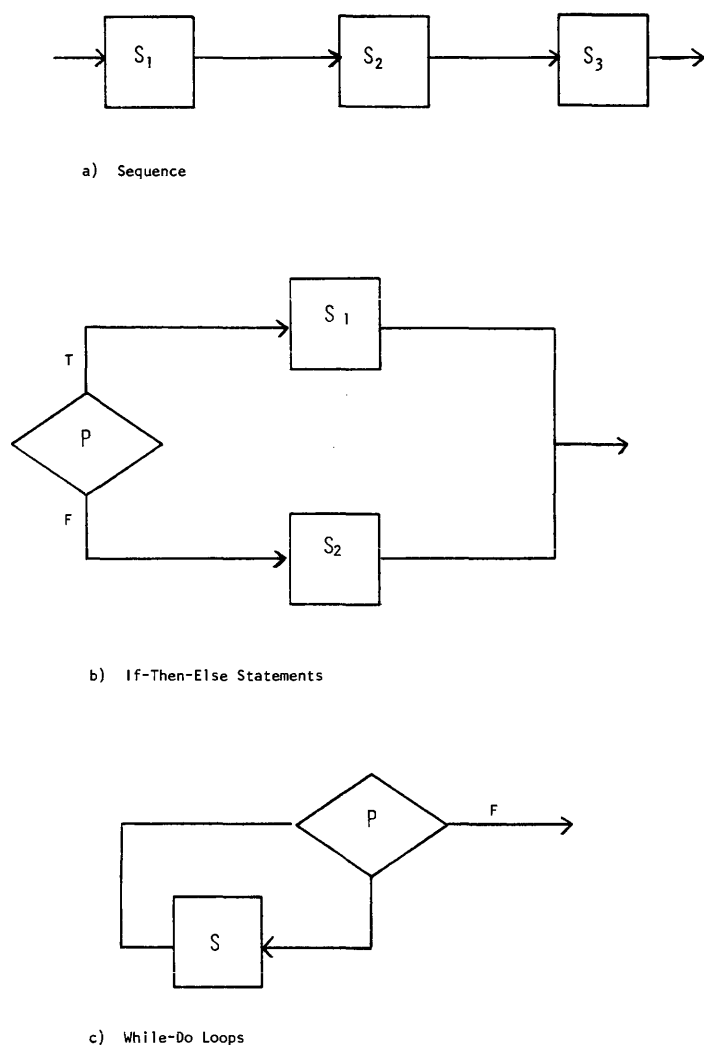 S₁ S₂ S₃
a) Sequence
S₁
T
P
F
S₂
b) If-Then-Else Statements
P F
S
c) While-Do Loops